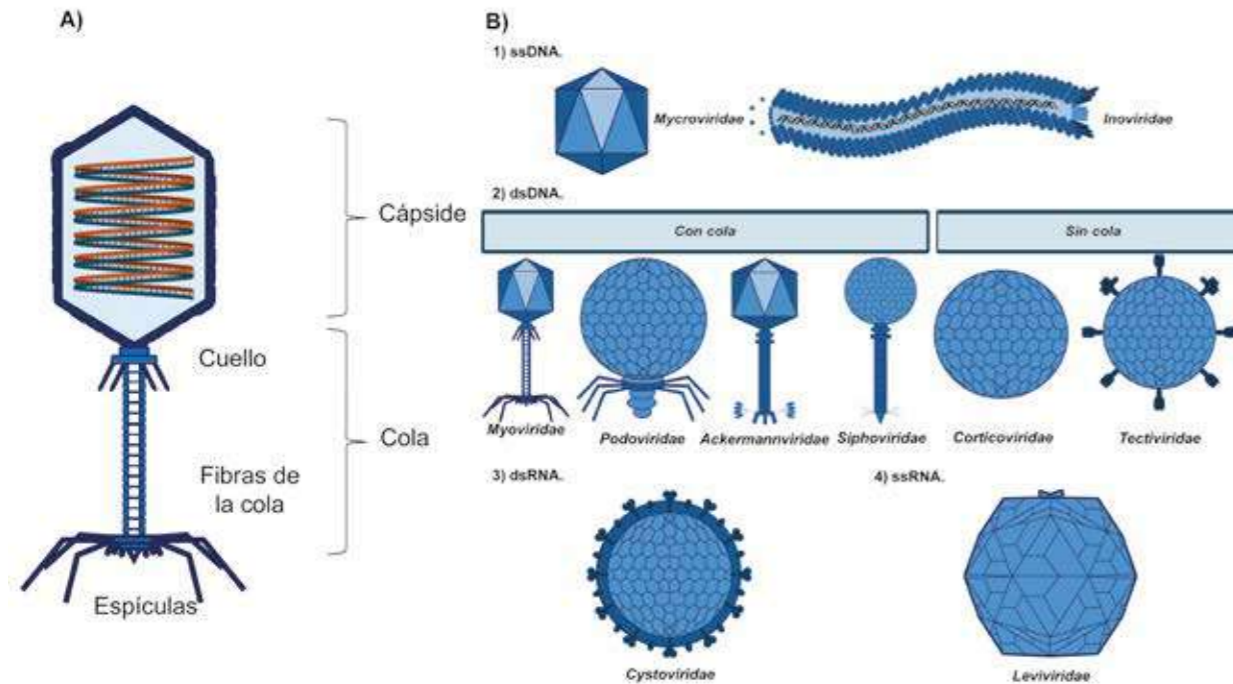 A)
Cápside
Cuello
Cola
Fibras de
la cola
Espículas
B)
1) ssDNA.
Mycroviridae
Inoviridae
2) dsDNA.
Con cola
Sin cola
Myoviridae
Podoviridae
Ackermannviridae
Siphoviridae
Corticoviridae
Tectiviridae
3) dsRNA.
4) ssRNA.
Cystoviridae
Leviviridae